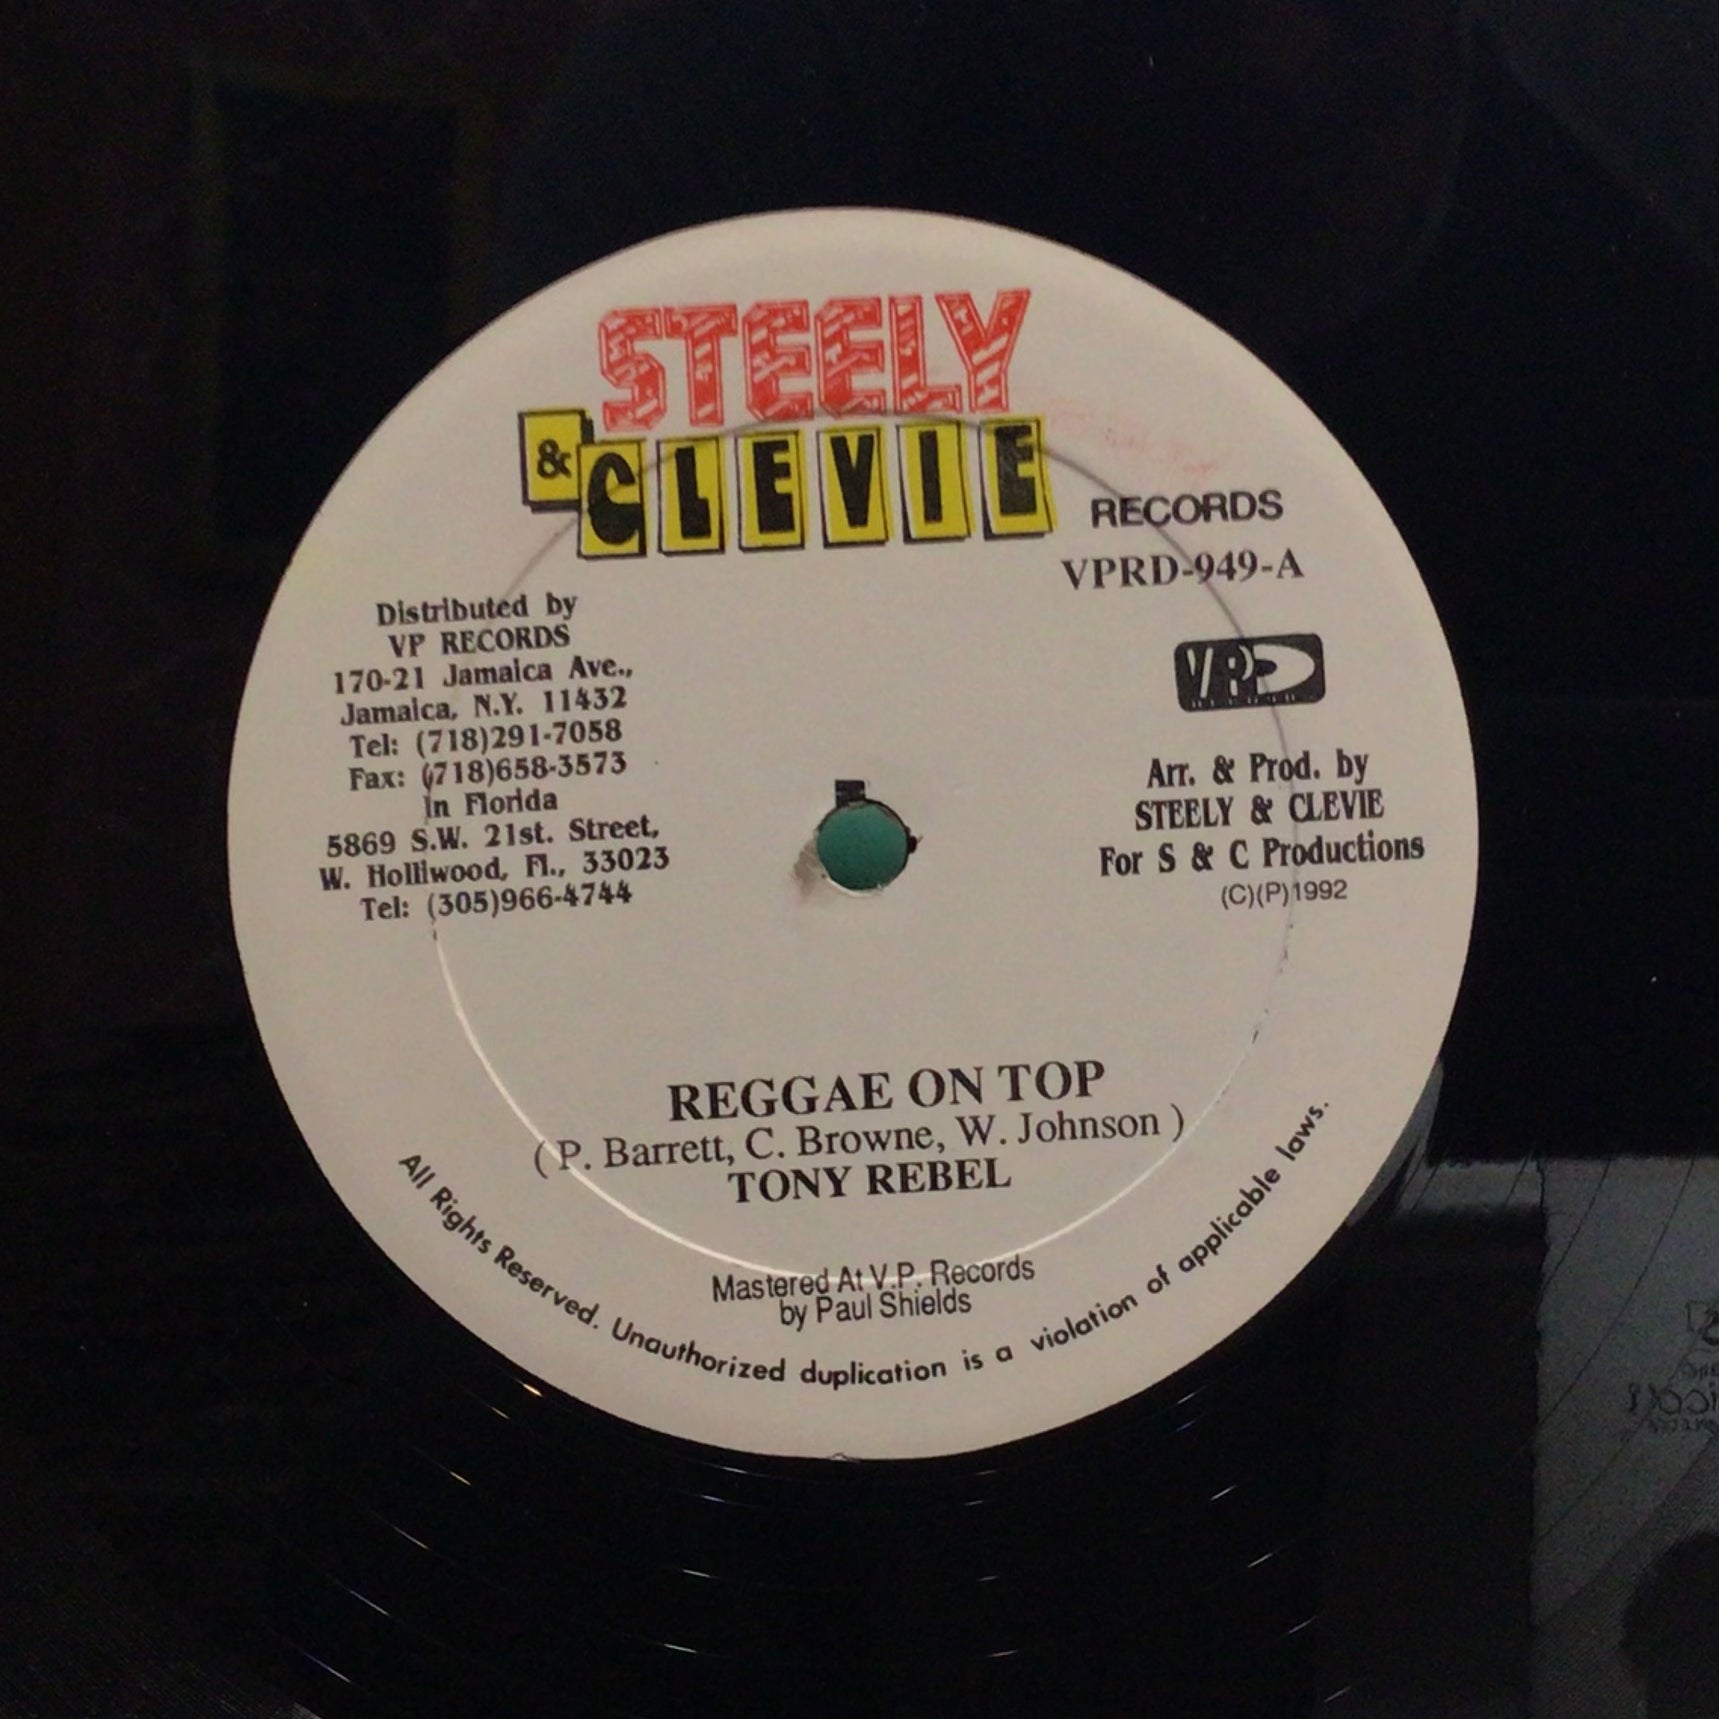 STEELY
& CLEVIE
RECORDS
VPRD-949-A
Distributed by
VP RECORDS
170-21 Jamaica Ave.,
Jamaica, N.Y. 11432
Tel: (718)291-7058
Fax: (718)658-3573
In Florida
5869 S.W. 21st. Street,
W. Holliwood, Fl., 33023
Tel: (305)966-4744
VP
Arr. & Prod. by
STEELY & CLEVIE
For S & C Productions
(C)(P)1992
REGGAE ON TOP
( P. Barrett, C. Browne, W. Johnson )
TONY REBEL
Mastered At V.P. Records
by Paul Shields
All Rights Reserved. Unauthorized duplication is a violation of applicable laws.